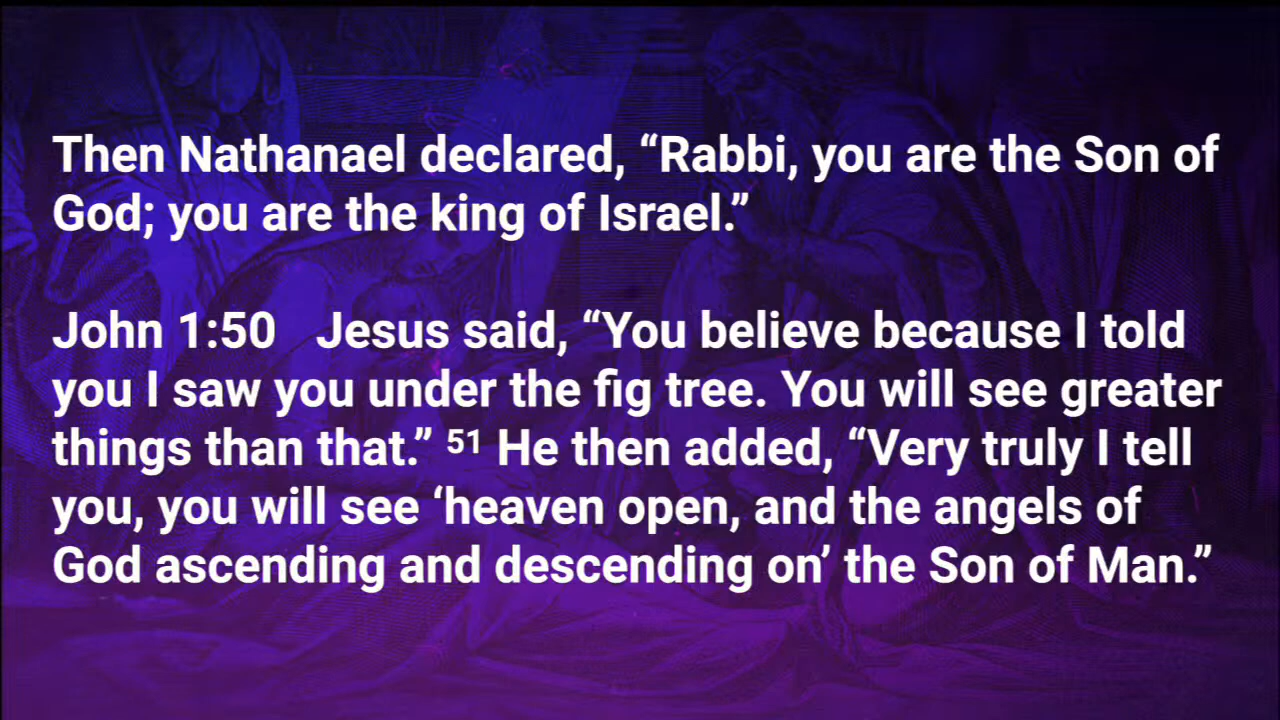 Then Nathanael declared, “Rabbi, you are the Son of
God; you are the king of Israel.”
John 1:50   Jesus said, “You believe because I told
you I saw you under the fig tree. You will see greater
things than that.” 51 He then added, “Very truly I tell
you, you will see ‘heaven open, and the angels of
God ascending and descending on’ the Son of Man.”